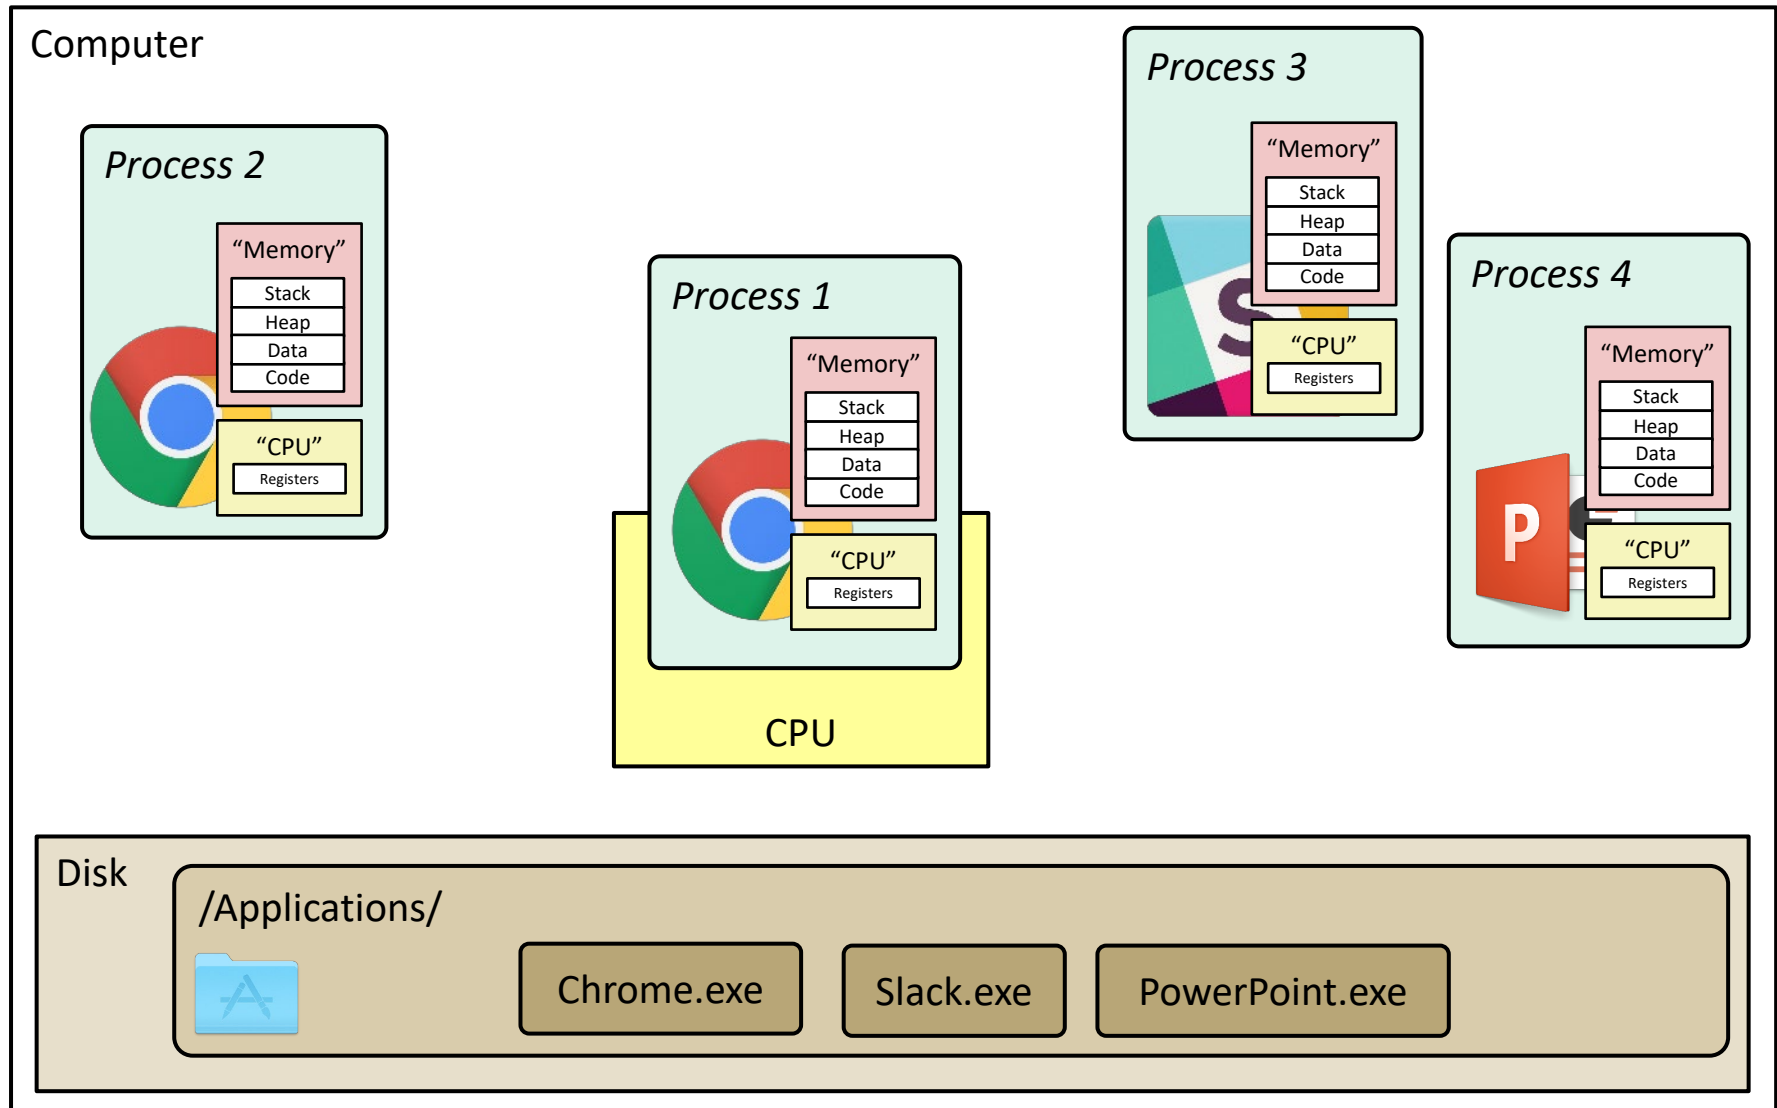 Computer
Process 2
“Memory”
Stack
Heap
Data
Code
“CPU”
Registers
Process 1
“Memory”
Stack
Heap
Data
Code
“CPU”
Registers
CPU
Process 3
“Memory”
Stack
Heap
Data
Code
“CPU”
Registers
S
Process 4
“Memory”
Stack
Heap
Data
Code
“CPU”
Registers
P
Disk
/Applications/
Chrome.exe
Slack.exe
PowerPoint.exe